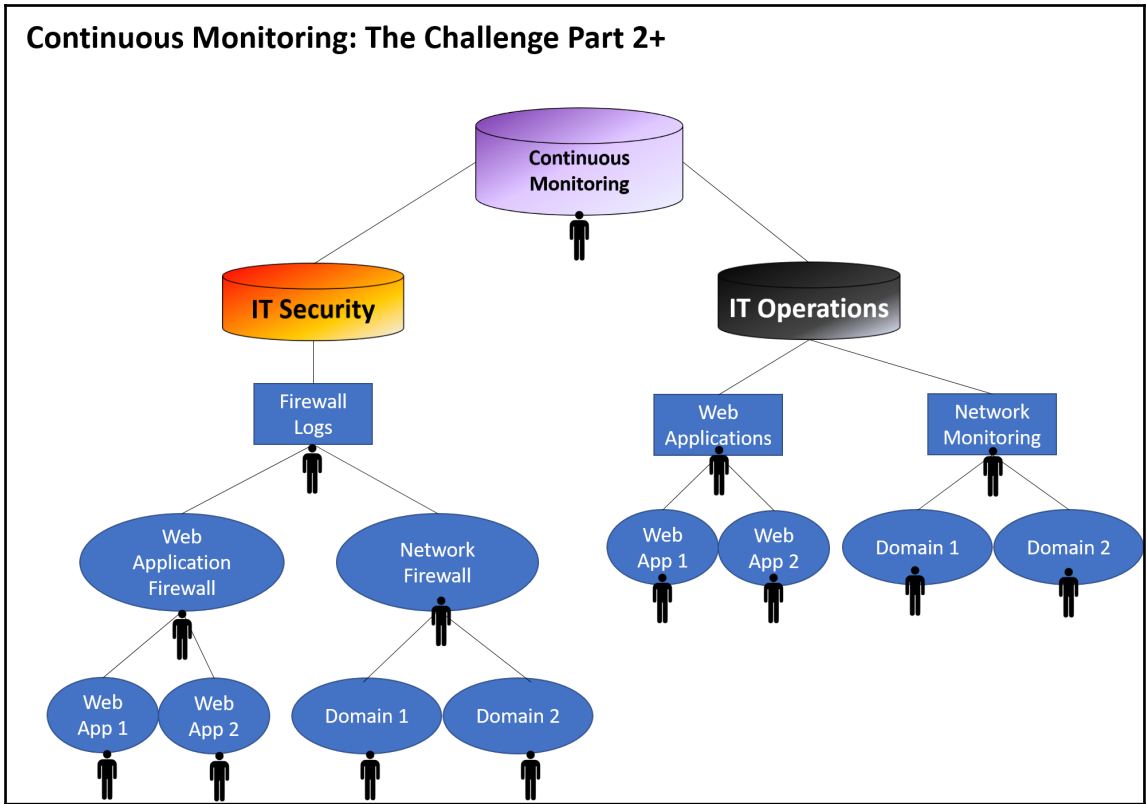 Continuous Monitoring: The Challenge Part 2+
Continuous
Monitoring
IT Security
IT Operations
Firewall
Logs
Web
Applications
Network
Monitoring
Web
Application
Firewall
Network
Firewall
Web
App 1
Web
App 2
Domain 1
Domain 2
Web
App 1
Web
App 2
Domain 1
Domain 2